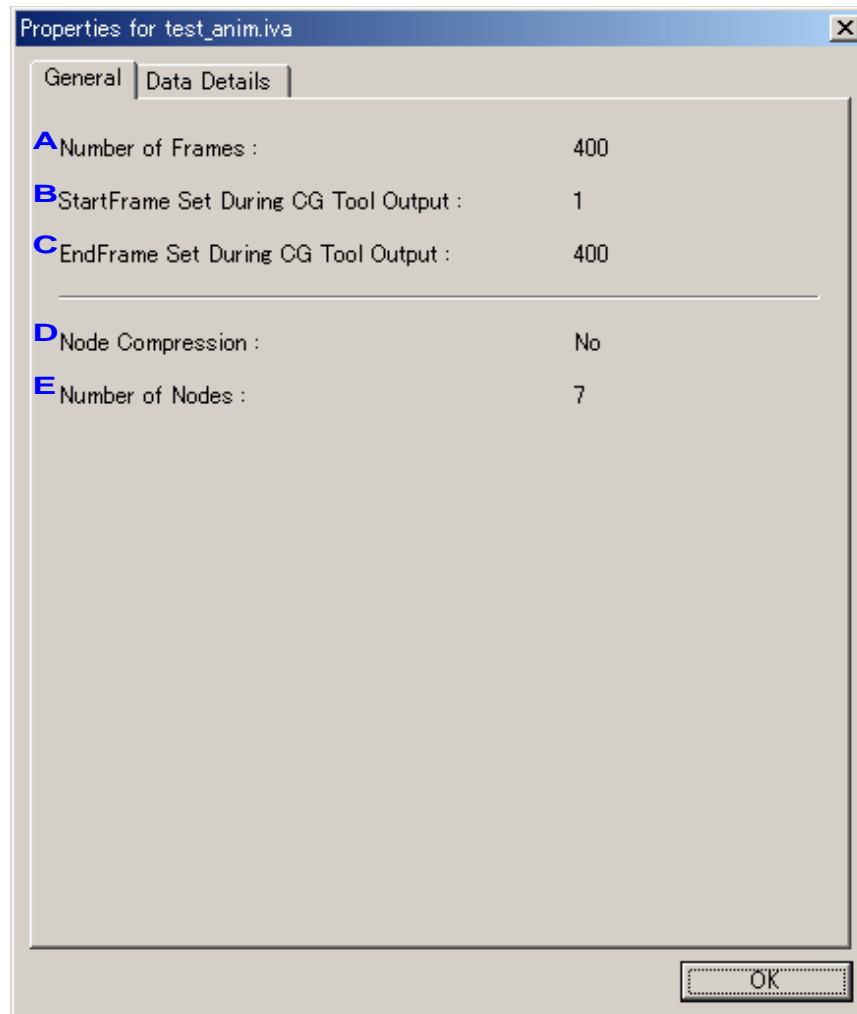 Properties for test_anim.iva
General Data Details
A Number of Frames : 400
B StartFrame Set During CG Tool Output : 1
C EndFrame Set During CG Tool Output : 400
D Node Compression : No
E Number of Nodes : 7
OK